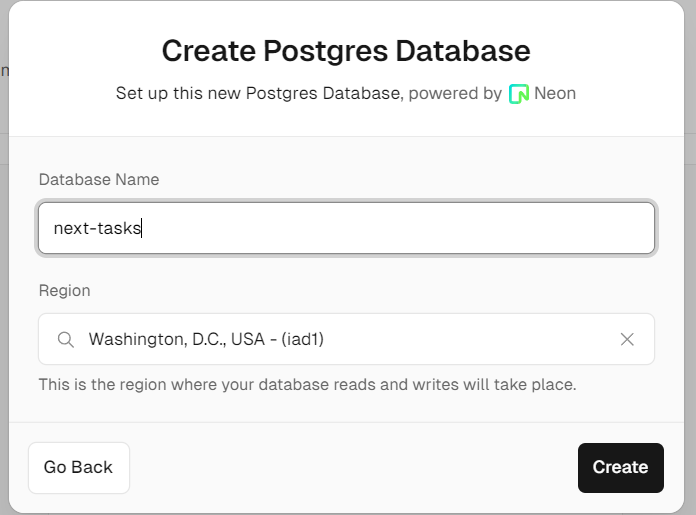 Create Postgres Database
Set up this new Postgres Database, powered by Neon
Database Name
next-tasks
Region
Washington, D.C., USA - (iad1)
This is the region where your database reads and writes will take place.
Go Back
Create